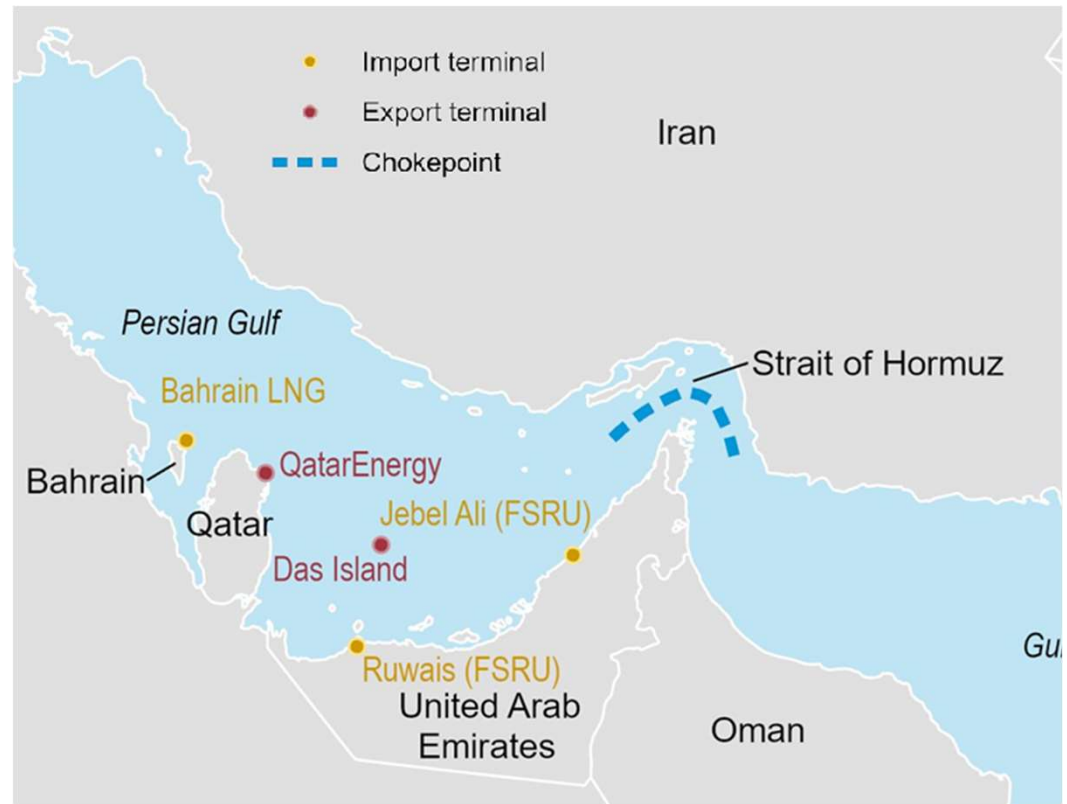 Import terminal
Export terminal
Chokepoint
Iran
Persian Gulf
Strait of Hormuz
Bahrain LNG
QatarEnergy
Bahrain
Jebel Ali (FSRU)
Qatar
Das Island
Ruwais (FSRU)
United Arab
Emirates
Oman